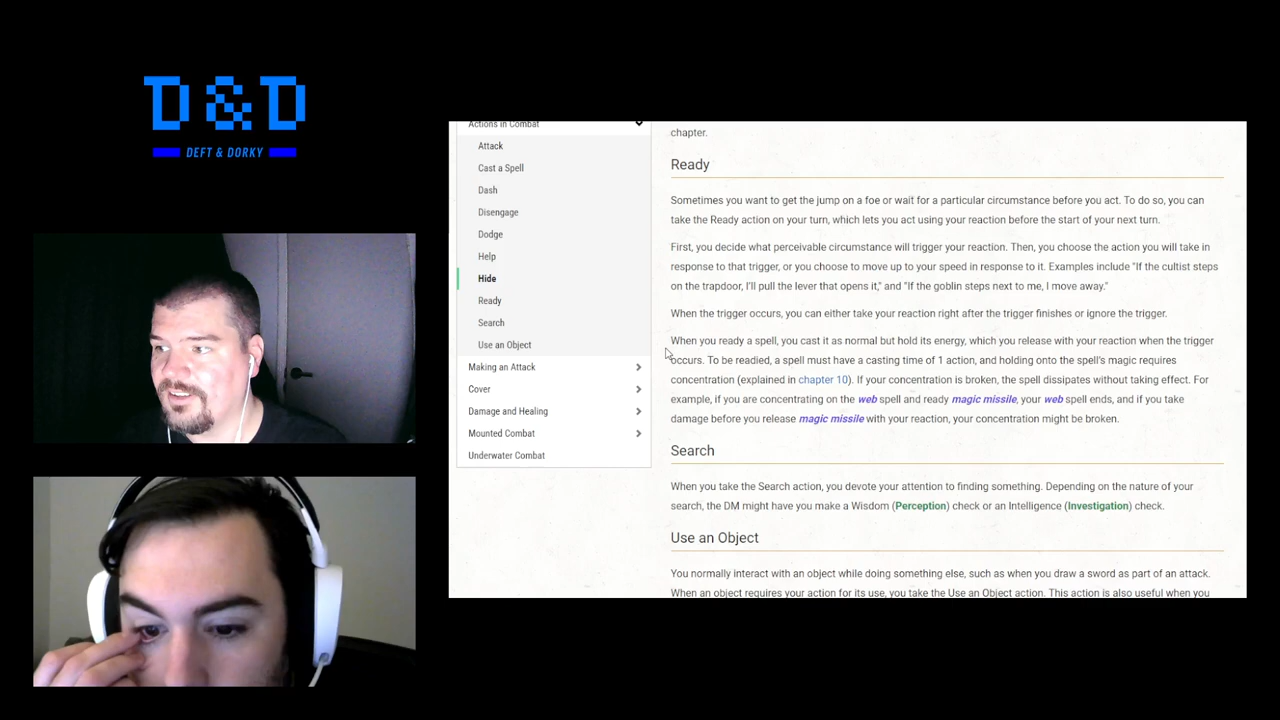 D & D
DEFT & DORKY
Actions in Combat
Attack
Cast a Spell
Dash
Disengage
Dodge
Help
Hide
Ready
Search
Use an Object
Making an Attack
Cover
Damage and Healing
Mounted Combat
Underwater Combat
chapter.
Ready
Sometimes you want to get the jump on a foe or wait for a particular circumstance before you act. To do so, you can
take the Ready action on your turn, which lets you act using your reaction before the start of your next turn.
First, you decide what perceivable circumstance will trigger your reaction. Then, you choose the action you will take in
response to that trigger, or you choose to move up to your speed in response to it. Examples include "If the cultist steps
on the trapdoor, I'll pull the lever that opens it," and "If the goblin steps next to me, I move away."
When the trigger occurs, you can either take your reaction right after the trigger finishes or ignore the trigger.
When you ready a spell, you cast it as normal but hold its energy, which you release with your reaction when the trigger
occurs. To be readied, a spell must have a casting time of 1 action, and holding onto the spell's magic requires
concentration (explained in chapter 10). If your concentration is broken, the spell dissipates without taking effect. For
example, if you are concentrating on the web spell and ready magic missile, your web spell ends, and if you take
damage before you release magic missile with your reaction, your concentration might be broken.
Search
When you take the Search action, you devote your attention to finding something. Depending on the nature of your
search, the DM might have you make a Wisdom (Perception) check or an Intelligence (Investigation) check.
Use an Object
You normally interact with an object while doing something else, such as when you draw a sword as part of an attack.
When an object requires your action for its use, you take the Use an Object action. This action is also useful when you